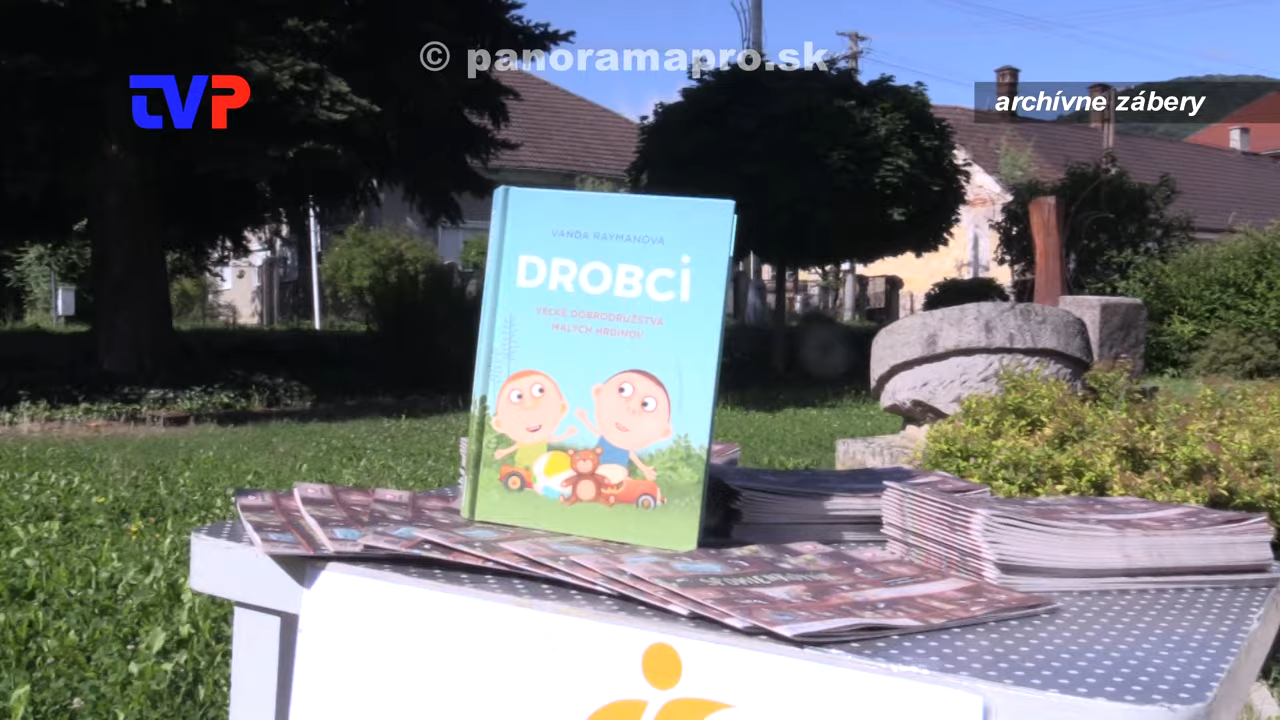 © panoramapro.sk
TVP
archívne zábery
VANDA RAYMANOVÁ
DROBCI
VEĽKÉ DOBRODRUŽSTVÁ
MALÝCH HRDINOV